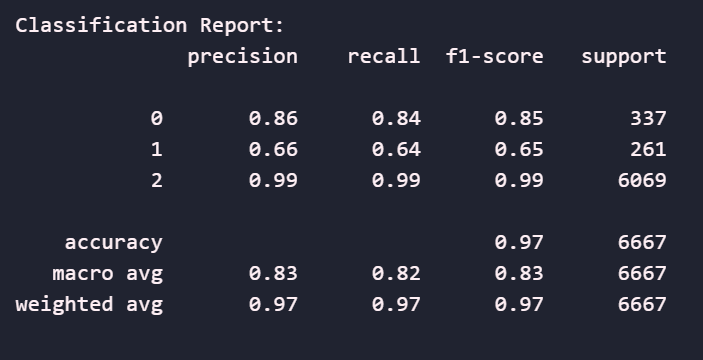 Classification Report:
precision recall f1-score support
0 0.86 0.84 0.85 337
1 0.66 0.64 0.65 261
2 0.99 0.99 0.99 6069
accuracy 0.97 6667
macro avg 0.83 0.82 0.83 6667
weighted avg 0.97 0.97 0.97 6667